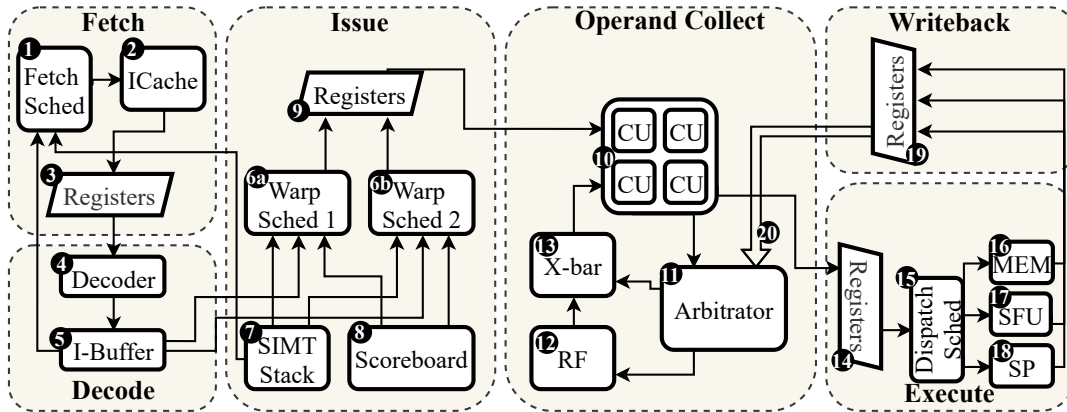 Fetch
1
Fetch
Sched
2
ICache
3
Registers
4
Decoder
5
I-Buffer
Decode
Issue
9
Registers
6a
Warp
Sched 1
6b
Warp
Sched 2
7
SIMT
Stack
8
Scoreboard
Operand Collect
10
CU
CU
CU
CU
20
13
X-bar
11
Arbitrator
12
RF
Writeback
Registers
19
14
Registers
15
Dispatch
Sched
16
MEM
17
SFU
18
SP
Execute